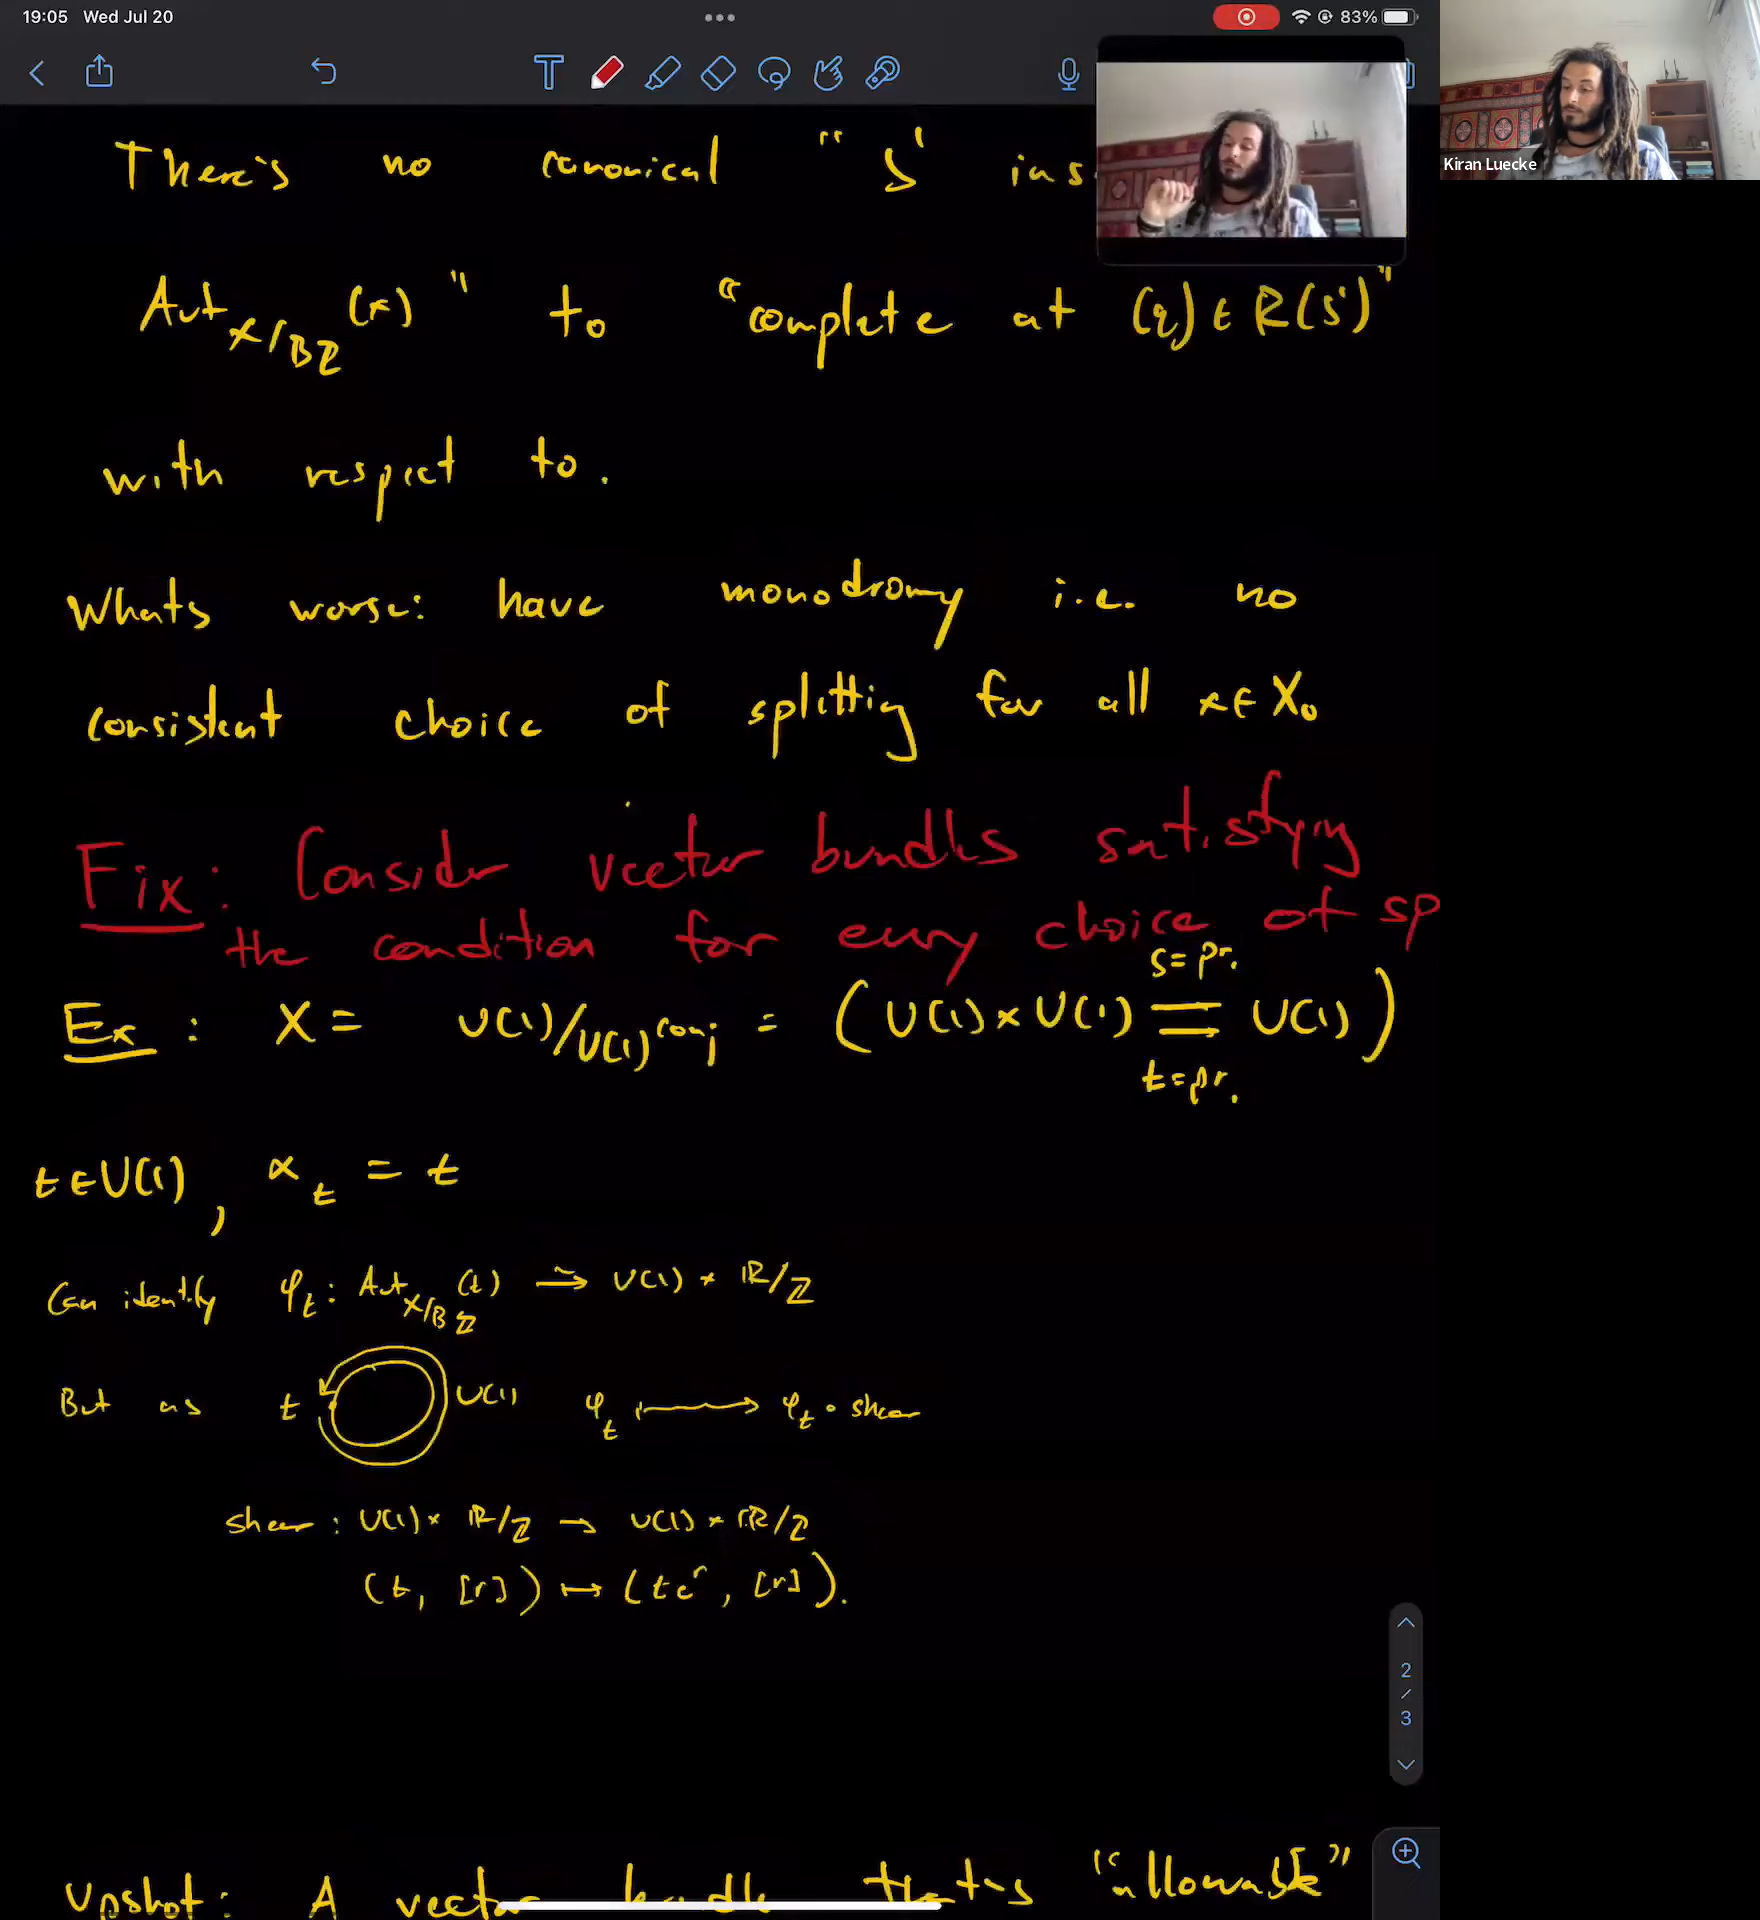 19:05 Wed Jul 20
83%
Kiran Luecke
There's no canonical "S' ins
Aut_{X/BZ}(x)" to "complete at (q) ∈ R(S')"
with respect to.
Whats worse: have monodromy i.e. no
consistent choice of splitting for all x∈X₀
Fix: Consider vector bundles satisfying
the condition for every choice of sp
s=pr.
Ex: X = U(1)/U(1)^{conj} = (U(1)×U(1) ⇉ U(1))
t=pr.
t∈U(1), α_t = t
Can identify φ_t: Aut_{X/BZ}(t) ⥲ U(1) × ℝ/ℤ
But as t U(1) φ_t ⟼ φ_t ∘ shear
shear: U(1)× ℝ/ℤ → U(1) × ℝ/ℤ
(t, [r]) ↦ (te^r, [r]).
2
/
3
Upshot: A vector bundle that's "allowable"